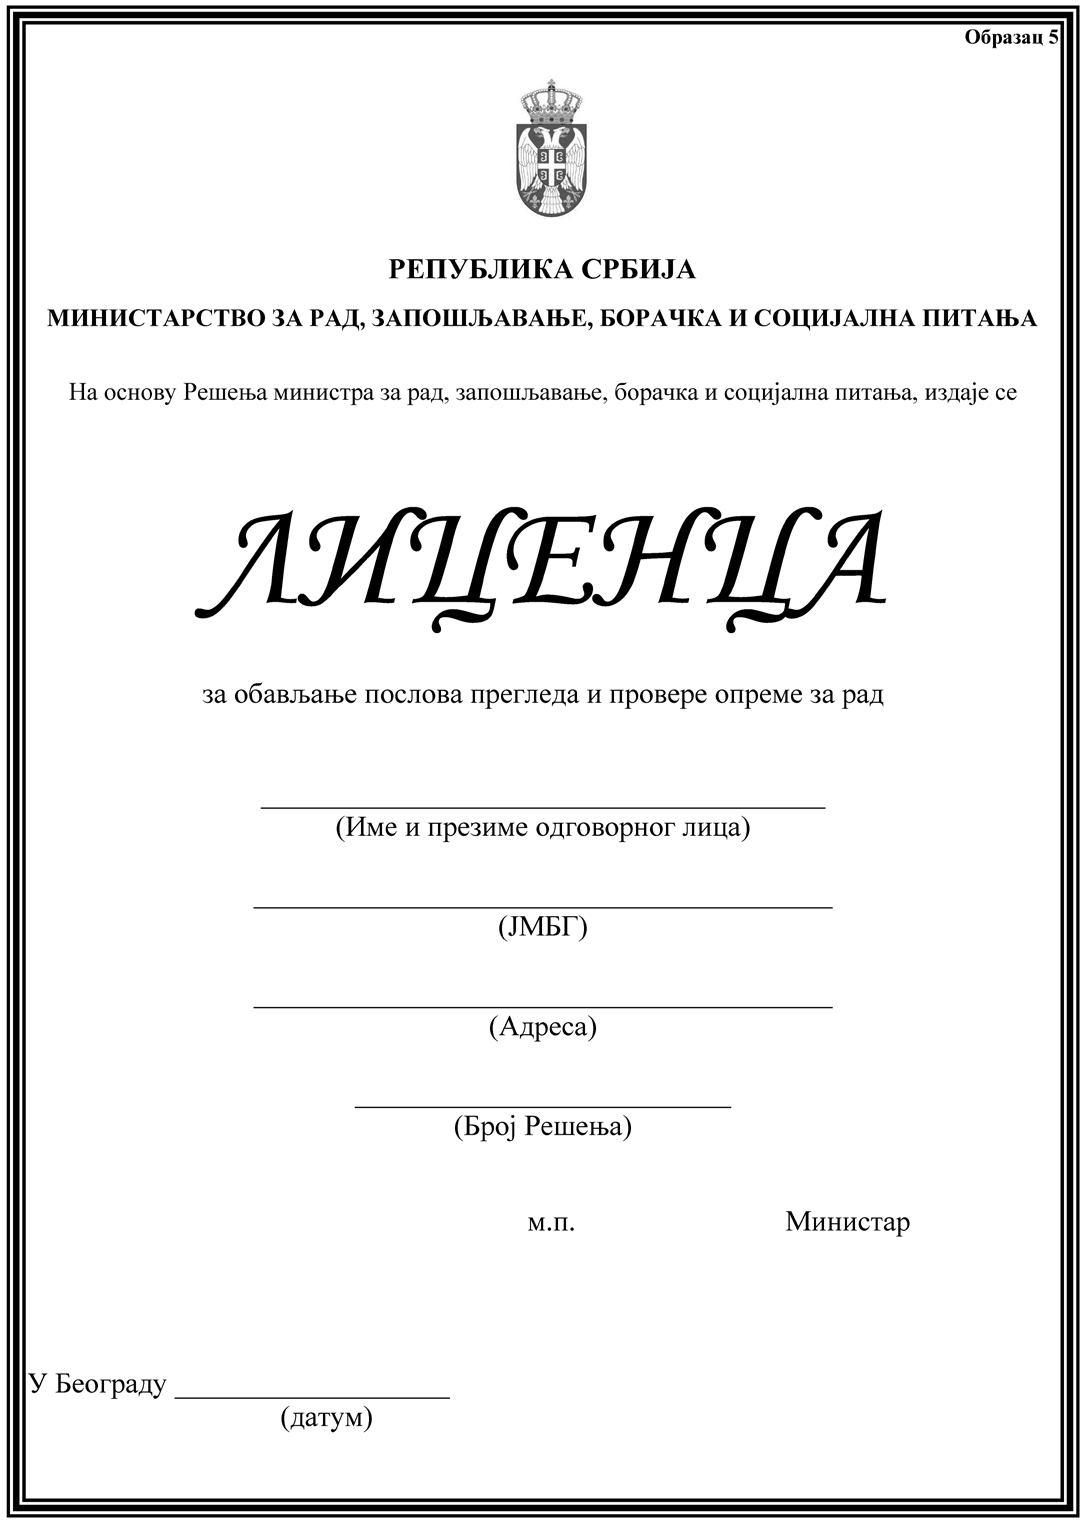 Образац 5
РЕПУБЛИКА СРБИЈА
МИНИСТАРСТВО ЗА РАД, ЗАПОШЉАВАЊЕ, БОРАЧКА И СОЦИЈАЛНА ПИТАЊА
На основу Решења министра за рад, запошљавање, борачка и социјална питања, издаје се
ЛИЦЕНЦА
за обављање послова прегледа и провере опреме за рад
(Име и презиме одговорног лица)
(ЈМБГ)
(Адреса)
(Број Решења)
м.п. Министар
У Београду ____________________
(датум)